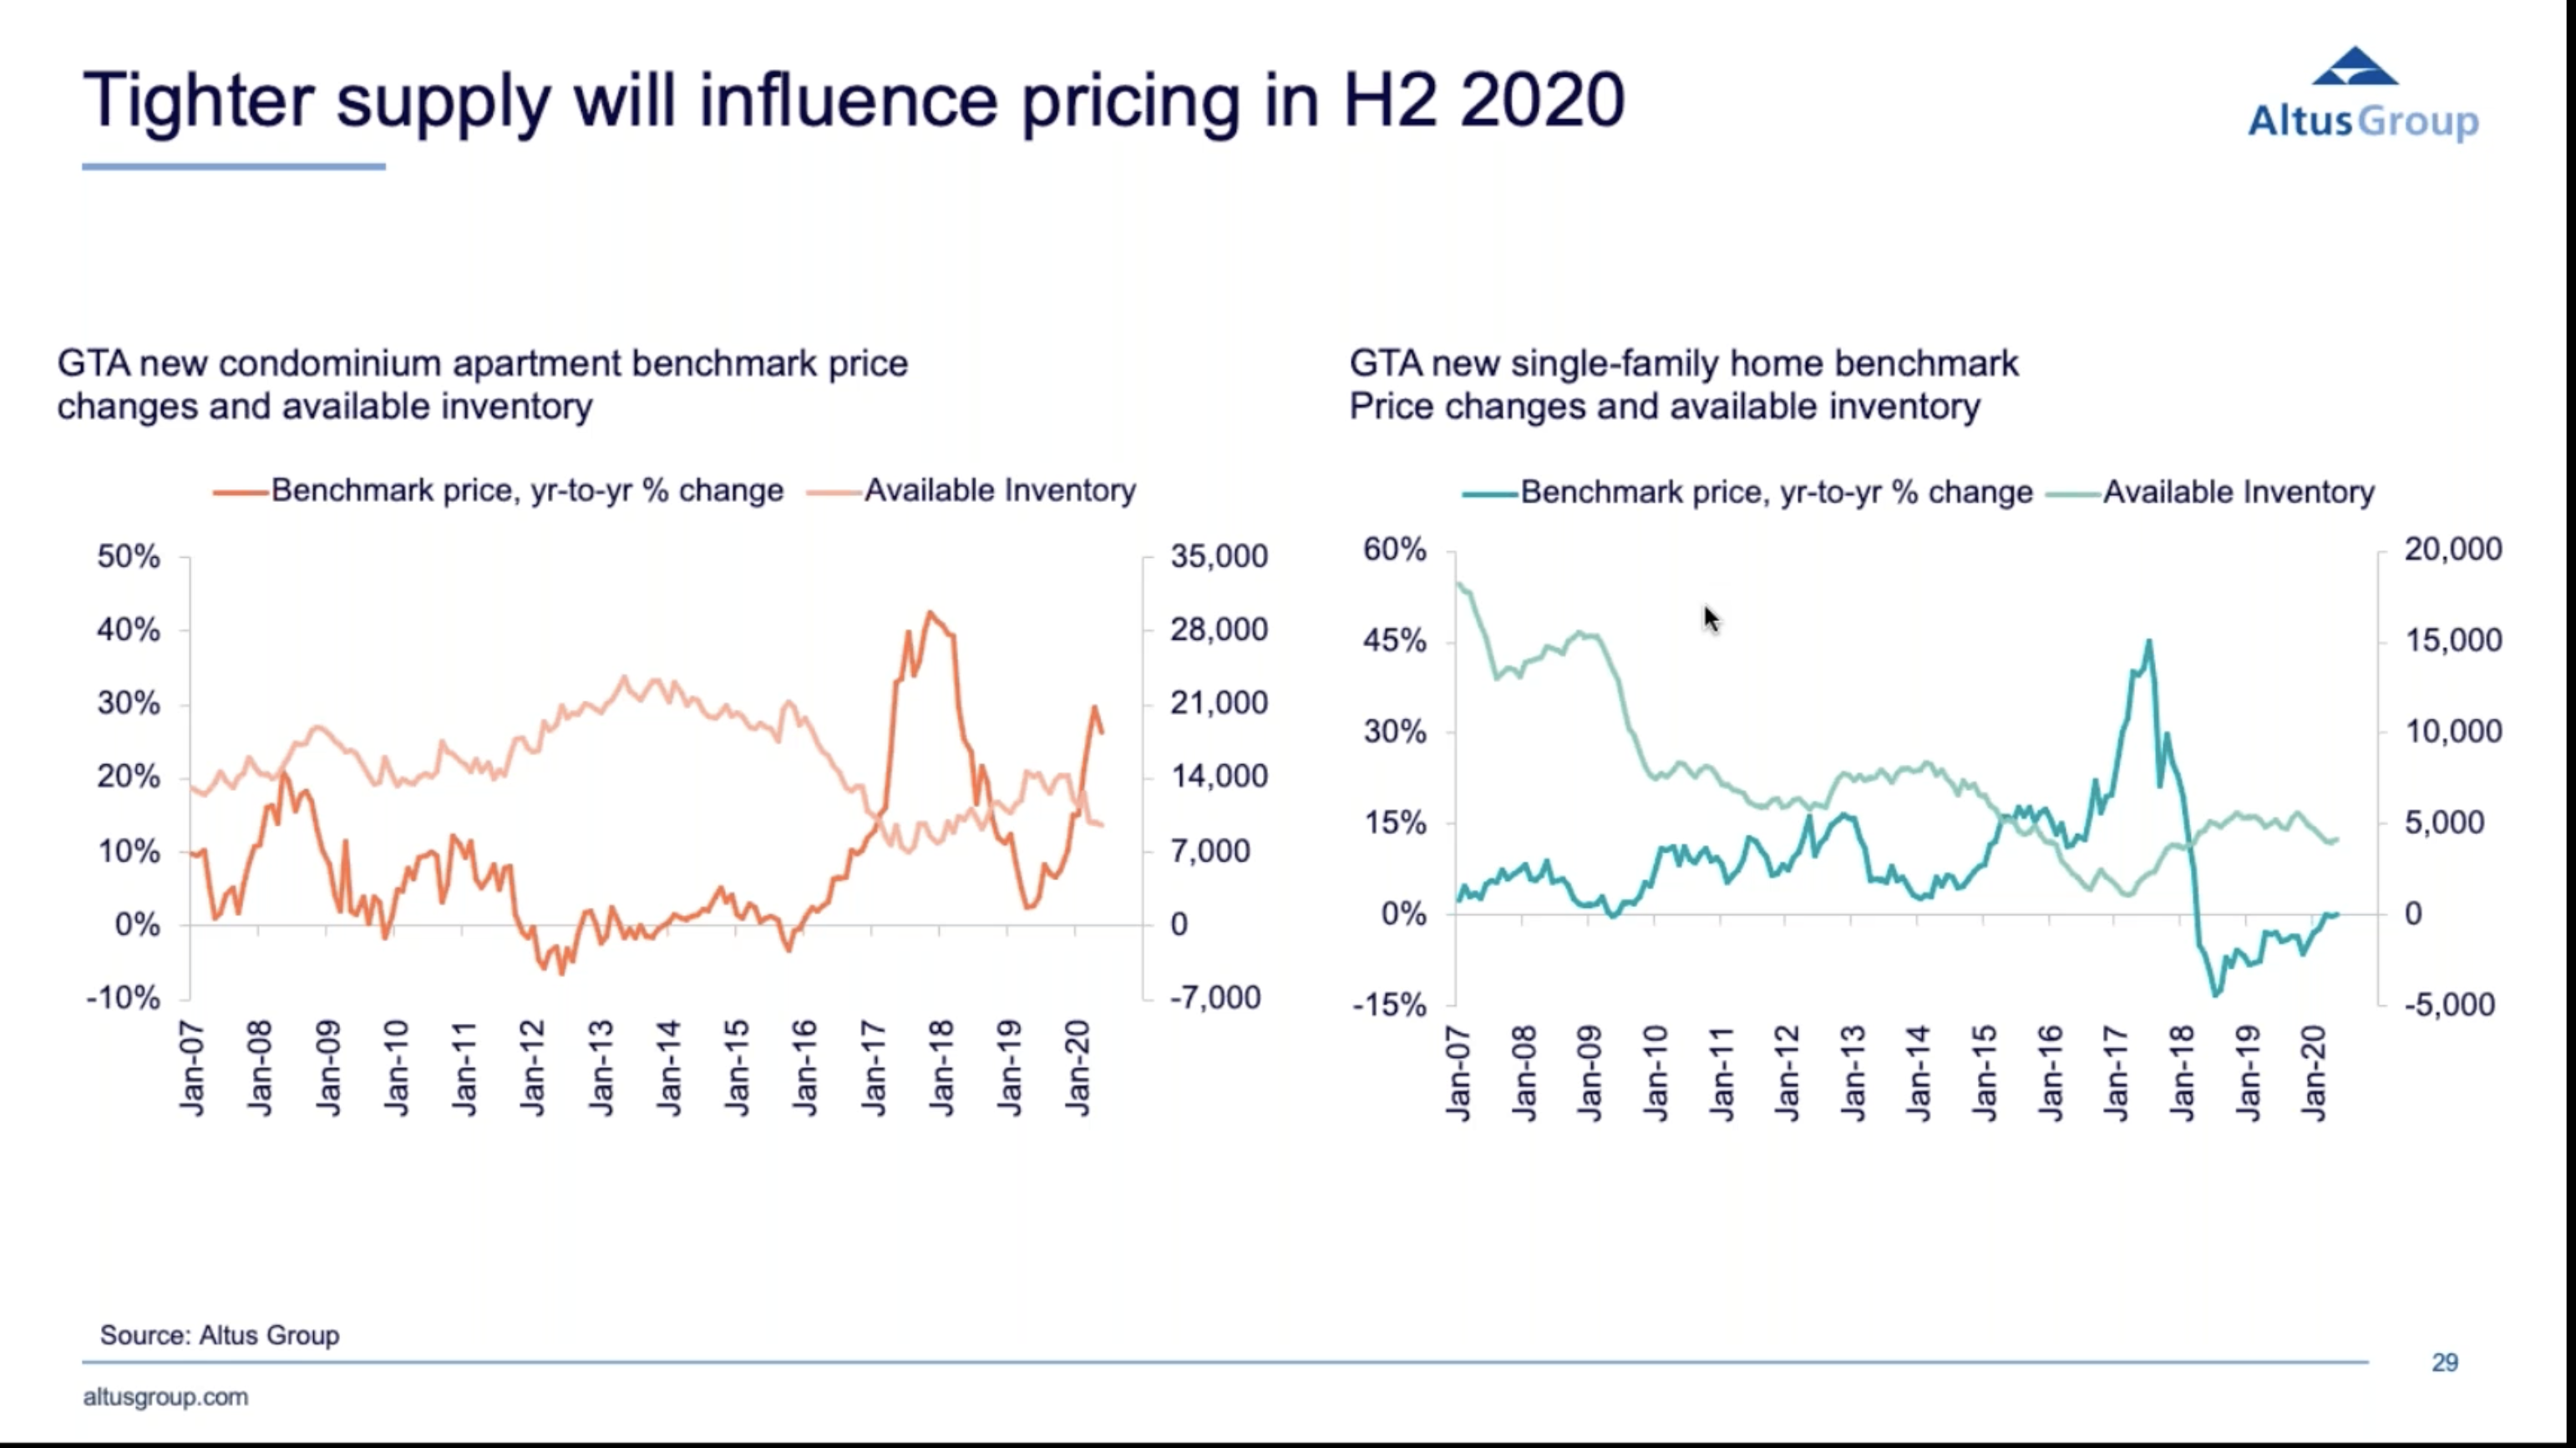 Tighter supply will influence pricing in H2 2020
AltusGroup
GTA new condominium apartment benchmark price
changes and available inventory
Benchmark price, yr-to-yr % change
Available Inventory
50%
40%
30%
20%
10%
0%
-10%
35,000
28,000
21,000
14,000
7,000
0
-7,000
Jan-07
Jan-08
Jan-09
Jan-10
Jan-11
Jan-12
Jan-13
Jan-14
Jan-15
Jan-16
Jan-17
Jan-18
Jan-19
Jan-20
GTA new single-family home benchmark
Price changes and available inventory
Benchmark price, yr-to-yr % change
Available Inventory
60%
45%
30%
15%
0%
-15%
20,000
15,000
10,000
5,000
0
-5,000
Jan-07
Jan-08
Jan-09
Jan-10
Jan-11
Jan-12
Jan-13
Jan-14
Jan-15
Jan-16
Jan-17
Jan-18
Jan-19
Jan-20
Source: Altus Group
29
altusgroup.com